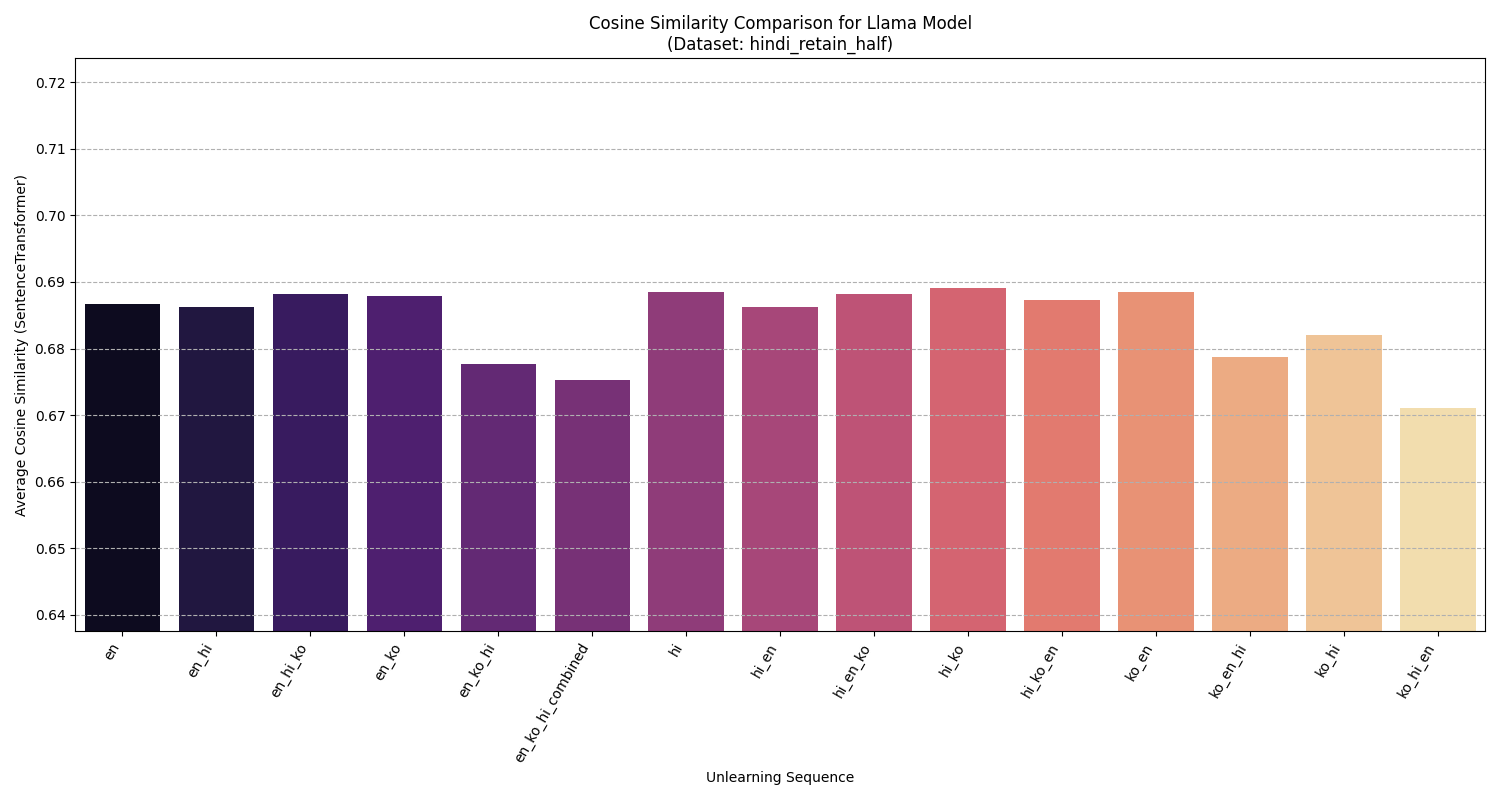 Cosine Similarity Comparison for Llama Model
(Dataset: hindi_retain_half)
Average Cosine Similarity (SentenceTransformer)
0.72
0.71
0.70
0.69
0.68
0.67
0.66
0.65
0.64
en
en_hi
en_hi_ko
en_ko
en_ko_hi
en_ko_hi_combined
hi
hi_en
hi_en_ko
hi_ko
hi_ko_en
ko_en
ko_en_hi
ko_hi
ko_hi_en
Unlearning Sequence